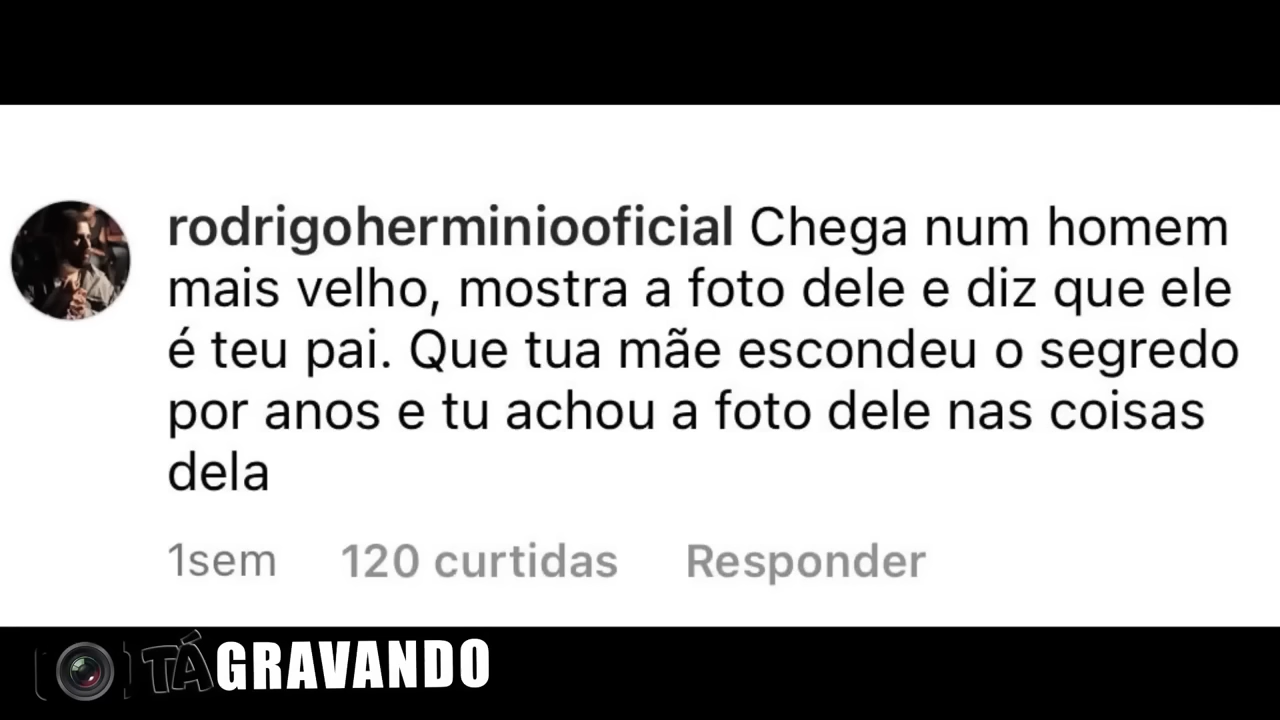 rodrigoherminiooficial Chega num homem
mais velho, mostra a foto dele e diz que ele
é teu pai. Que tua mãe escondeu o segredo
por anos e tu achou a foto dele nas coisas
dela
1sem 120 curtidas Responder
TÁ GRAVANDO